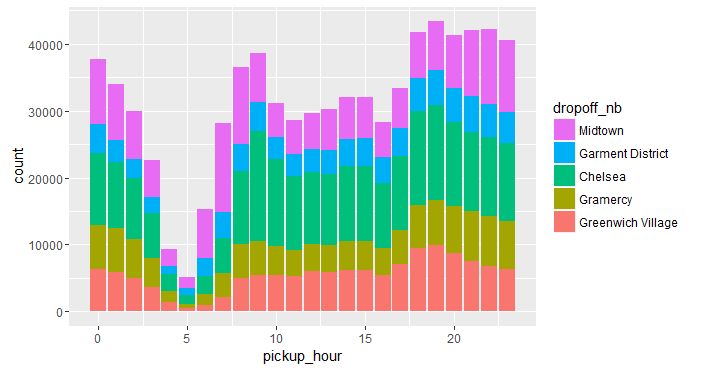 40000
30000
20000
10000
0
count
0
5
10
15
20
pickup_hour
dropoff_nb
Midtown
Garment District
Chelsea
Gramercy
Greenwich Village